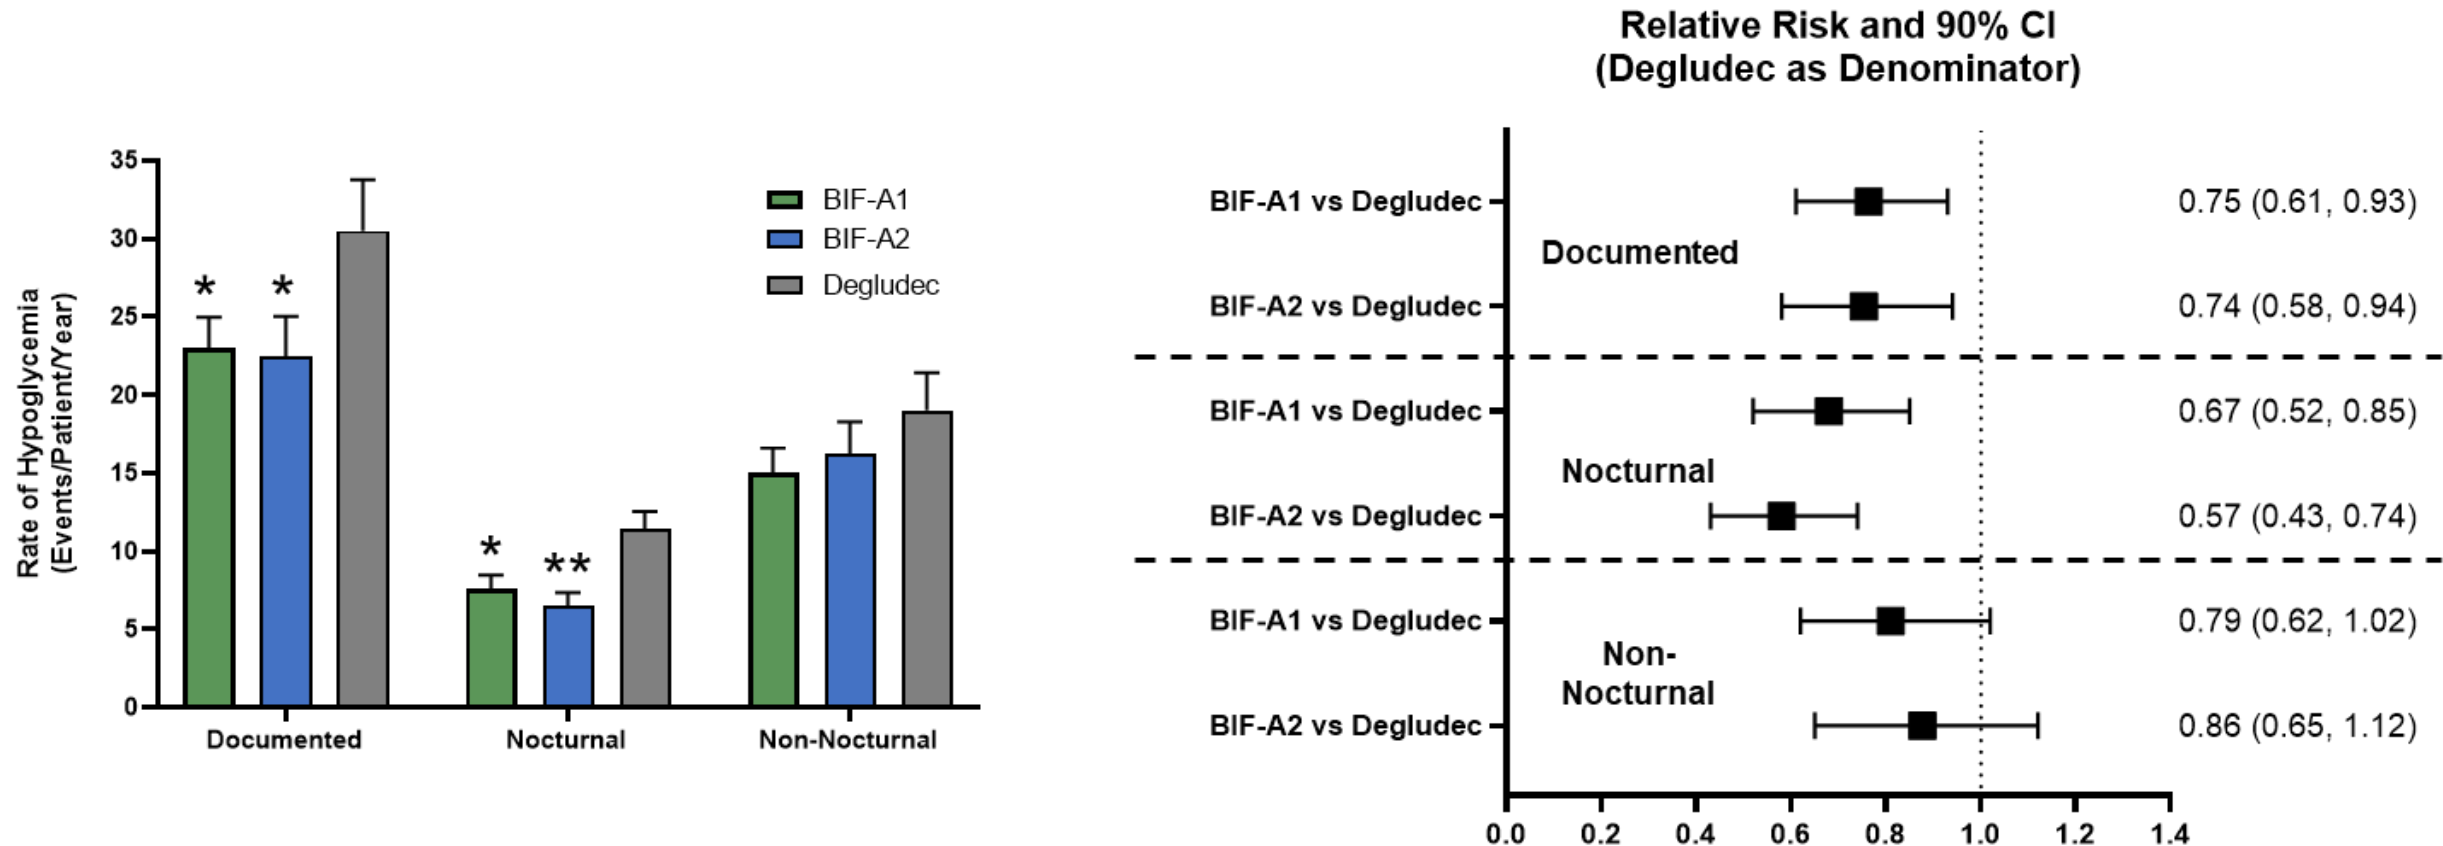 Rate of Hypoglycemia
(Events/Patient/Year)
35
30
25
20
15
10
5
0
*
*
*
**
BIF-A1
BIF-A2
Degludec
Documented
Nocturnal
Non-Nocturnal
Relative Risk and 90% CI
(Degludec as Denominator)
BIF-A1 vs Degludec
0.75 (0.61, 0.93)
Documented
BIF-A2 vs Degludec
0.74 (0.58, 0.94)
BIF-A1 vs Degludec
0.67 (0.52, 0.85)
Nocturnal
BIF-A2 vs Degludec
0.57 (0.43, 0.74)
BIF-A1 vs Degludec
0.79 (0.62, 1.02)
Non-
Nocturnal
BIF-A2 vs Degludec
0.86 (0.65, 1.12)
0.0 0.2 0.4 0.6 0.8 1.0 1.2 1.4